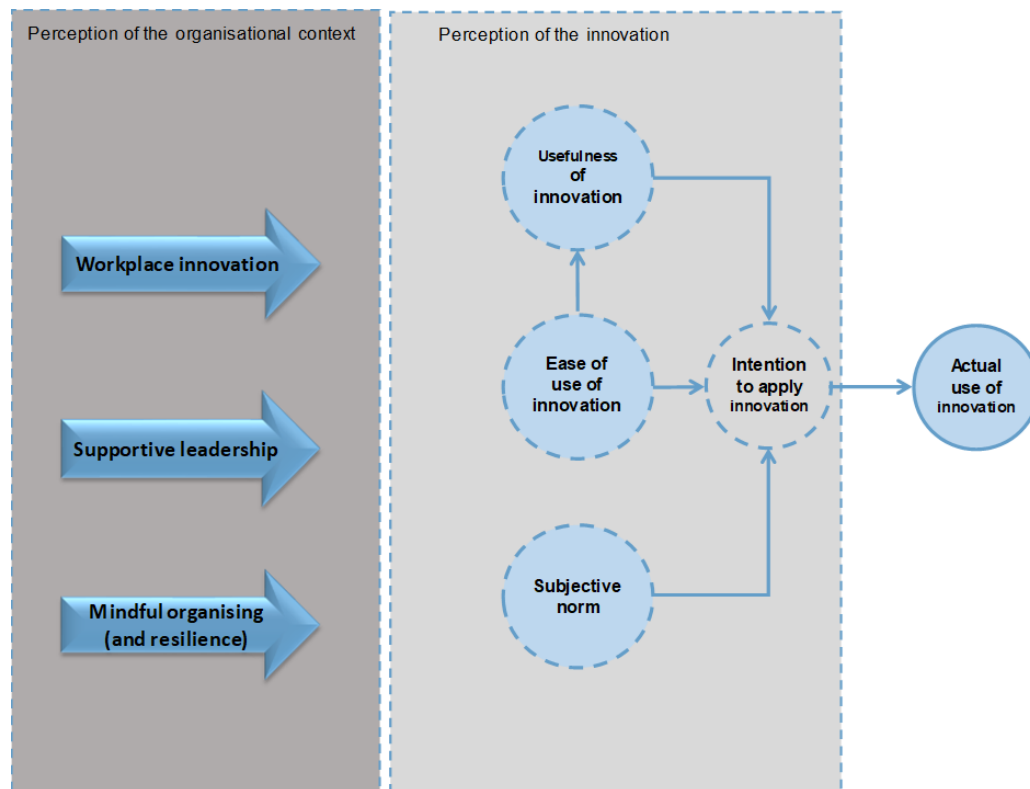 Perception of the organisational context
Perception of the innovation
Workplace innovation
Supportive leadership
Mindful organising
(and resilience)
Usefulness
of
innovation
Ease of
use of
innovation
Subjective
norm
Intention
to apply
innovation
Actual
use of
innovation